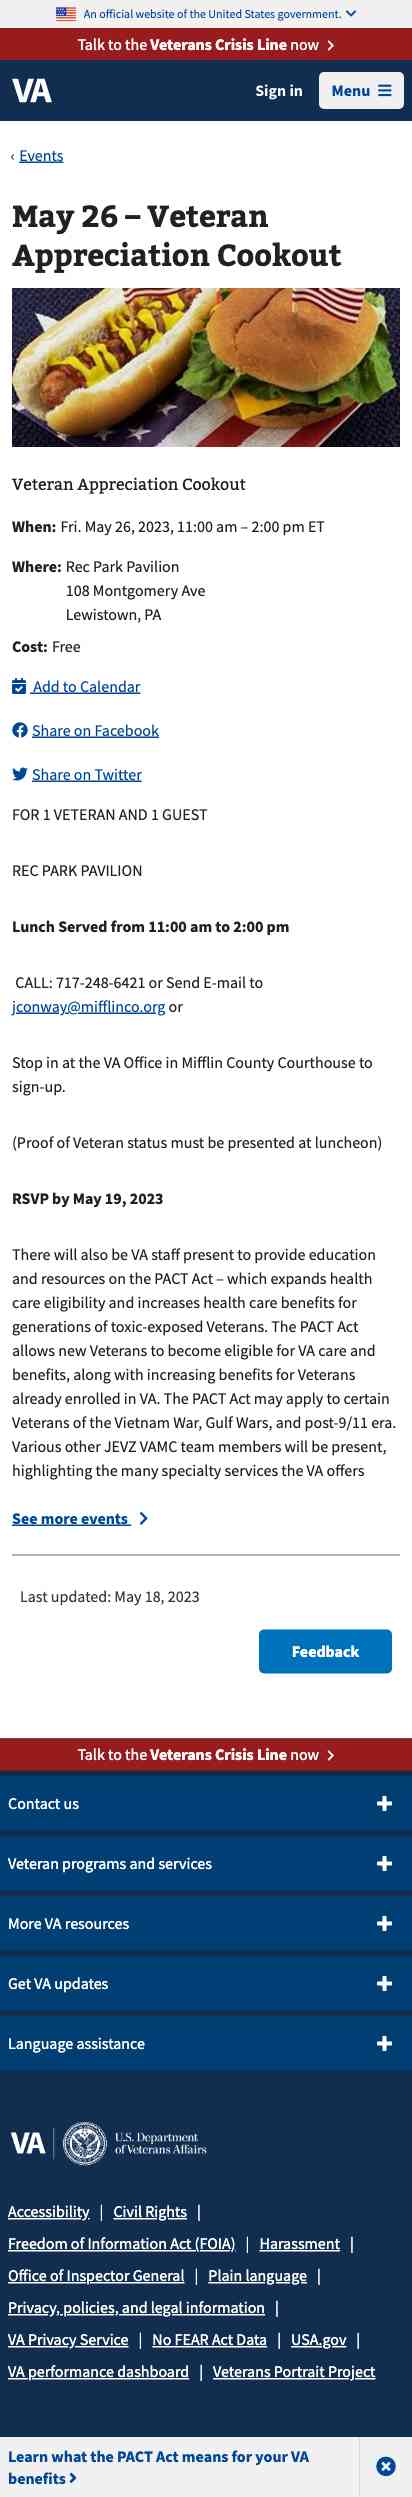 An official website of the United States government.
Talk to the Veterans Crisis Line now
VA
Sign in
Menu
‹ Events
May 26 – Veteran
Appreciation Cookout
Veteran Appreciation Cookout
When: Fri. May 26, 2023, 11:00 am – 2:00 pm ET
Where: Rec Park Pavilion
108 Montgomery Ave
Lewistown, PA
Cost: Free
Add to Calendar
Share on Facebook
Share on Twitter
FOR 1 VETERAN AND 1 GUEST
REC PARK PAVILION
Lunch Served from 11:00 am to 2:00 pm
CALL: 717-248-6421 or Send E-mail to
jconway@mifflinco.org or
Stop in at the VA Office in Mifflin County Courthouse to
sign-up.
(Proof of Veteran status must be presented at luncheon)
RSVP by May 19, 2023
There will also be VA staff present to provide education
and resources on the PACT Act – which expands health
care eligibility and increases health care benefits for
generations of toxic-exposed Veterans. The PACT Act
allows new Veterans to become eligible for VA care and
benefits, along with increasing benefits for Veterans
already enrolled in VA. The PACT Act may apply to certain
Veterans of the Vietnam War, Gulf Wars, and post-9/11 era.
Various other JEVZ VAMC team members will be present,
highlighting the many specialty services the VA offers
See more events
Last updated: May 18, 2023
Feedback
Talk to the Veterans Crisis Line now
Contact us
Veteran programs and services
More VA resources
Get VA updates
Language assistance
VA | U.S. Department
of Veterans Affairs
Accessibility | Civil Rights |
Freedom of Information Act (FOIA) | Harassment |
Office of Inspector General | Plain language |
Privacy, policies, and legal information |
VA Privacy Service | No FEAR Act Data | USA.gov |
VA performance dashboard | Veterans Portrait Project
Learn what the PACT Act means for your VA
benefits